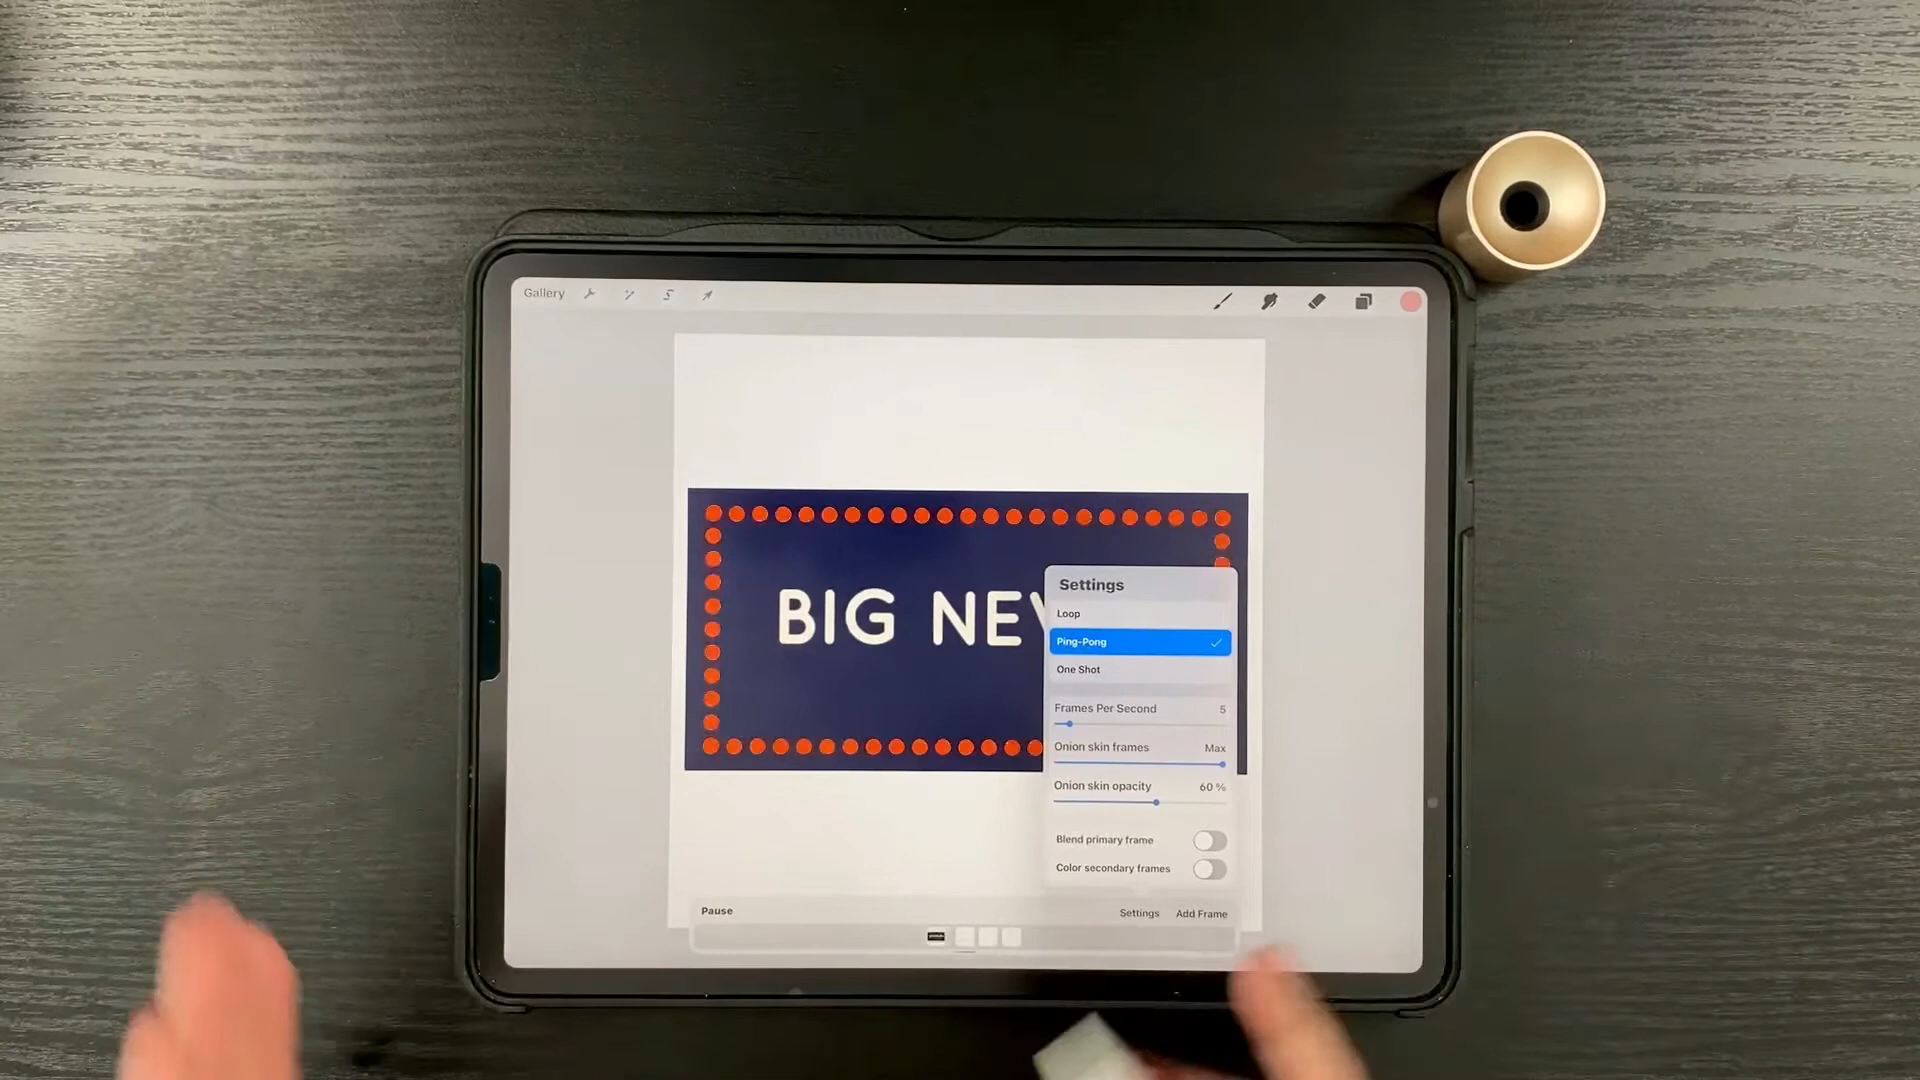 Gallery
BIG NE
Settings
Loop
Ping-Pong
One Shot
Frames Per Second 5
Onion skin frames Max
Onion skin opacity 60 %
Blend primary frame
Color secondary frames
Pause
Settings Add Frame